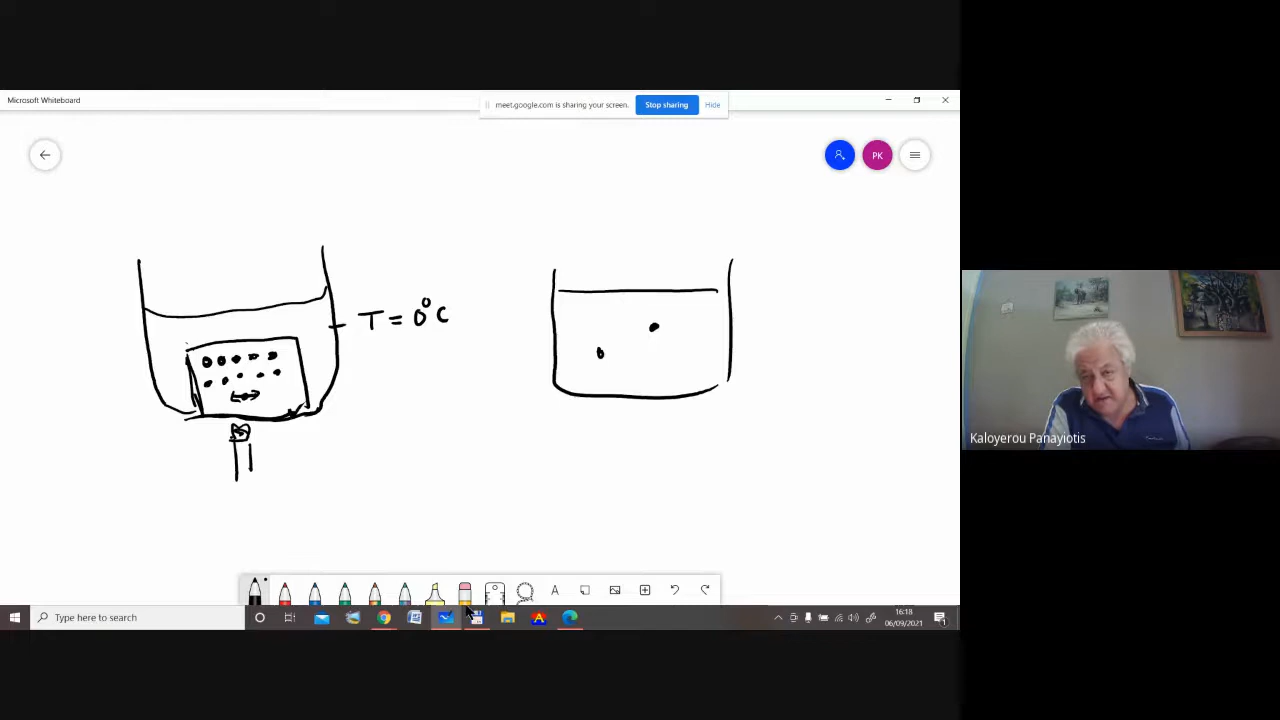 Microsoft Whiteboard
meet.google.com is sharing your screen.
Stop sharing
Hide
PK
T = 0°C
Kaloyerou Panayiotis
A
Type here to search
16:18
06/09/2021